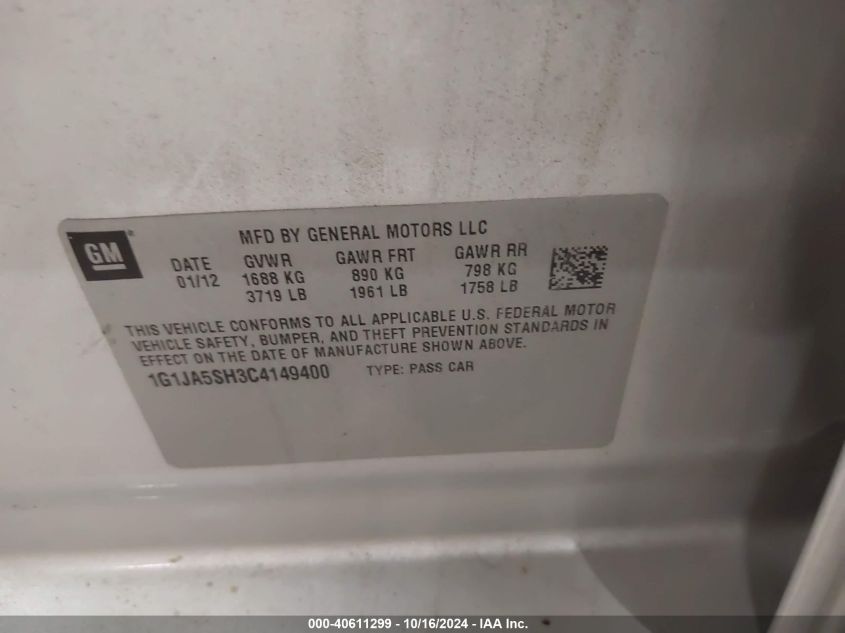 GM
MFD BY GENERAL MOTORS LLC
DATE GVWR GAWR FRT GAWR RR
01/12 1688 KG 890 KG 798 KG
3719 LB 1961 LB 1758 LB
THIS VEHICLE CONFORMS TO ALL APPLICABLE U.S. FEDERAL MOTOR
VEHICLE SAFETY, BUMPER, AND THEFT PREVENTION STANDARDS IN
EFFECT ON THE DATE OF MANUFACTURE SHOWN ABOVE.
1G1JA5SH3C4149400 TYPE: PASS CAR
000-40611299 - 10/16/2024 - IAA Inc.